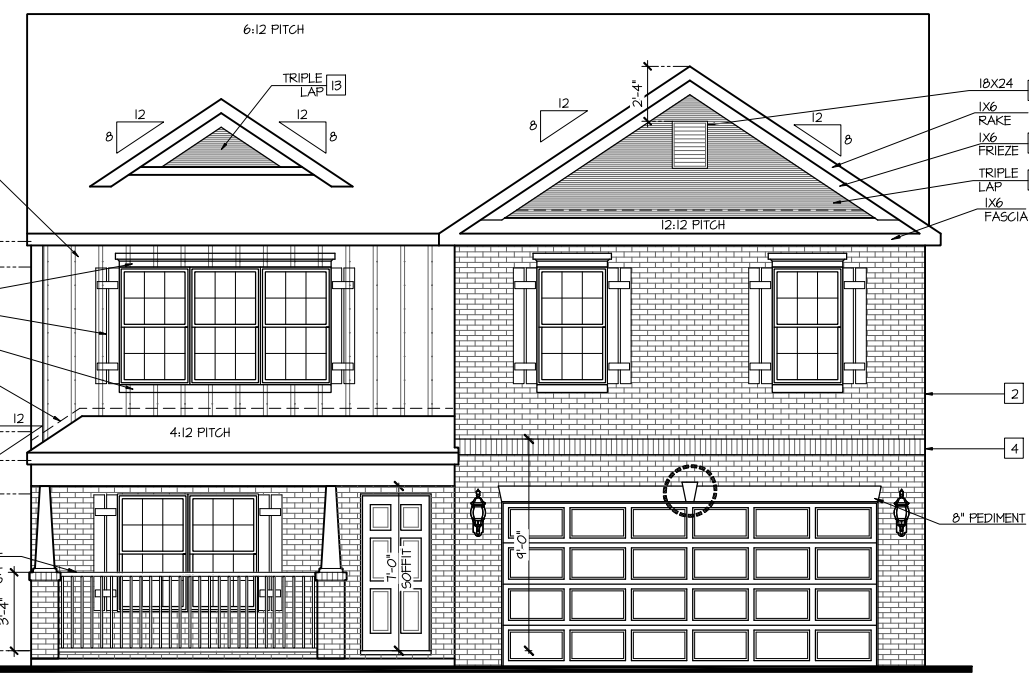 6:12 PITCH
TRIPLE
LAP 13
12
8
12
8
2'-4"
12
8
12
8
18X24
1X6
RAKE
1X6
FRIEZE
TRIPLE
LAP
1X6
FASCIA
12:12 PITCH
2
4
12
4:12 PITCH
8" PEDIMENT
9'-0"
7'-0"
SOFFIT
3'-4"